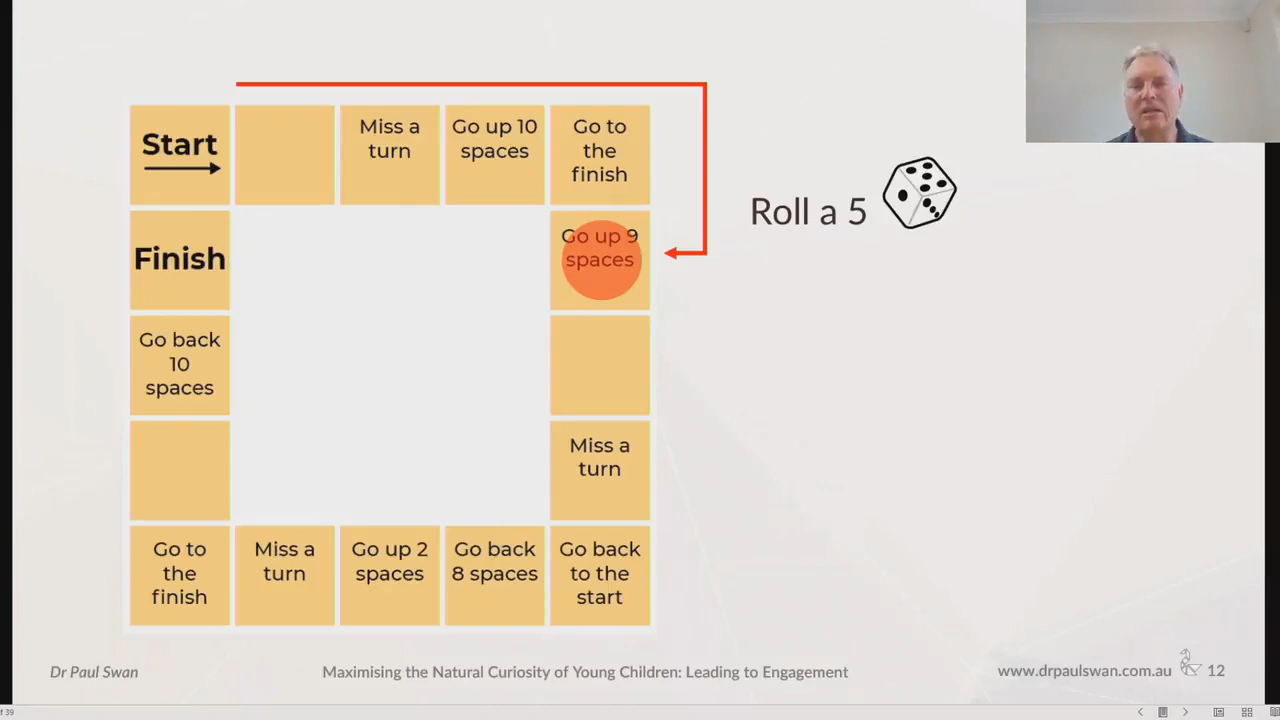 Start
Miss a
turn
Go up 10
spaces
Go to
the
finish
Roll a 5
Finish
Go up 9
spaces
Go back
10
spaces
Miss a
turn
Go to
the
finish
Miss a
turn
Go up 2
spaces
Go back
8 spaces
Go back
to the
start
Dr Paul Swan
Maximising the Natural Curiosity of Young Children: Leading to Engagement
www.drpaulswan.com.au
12
of 39